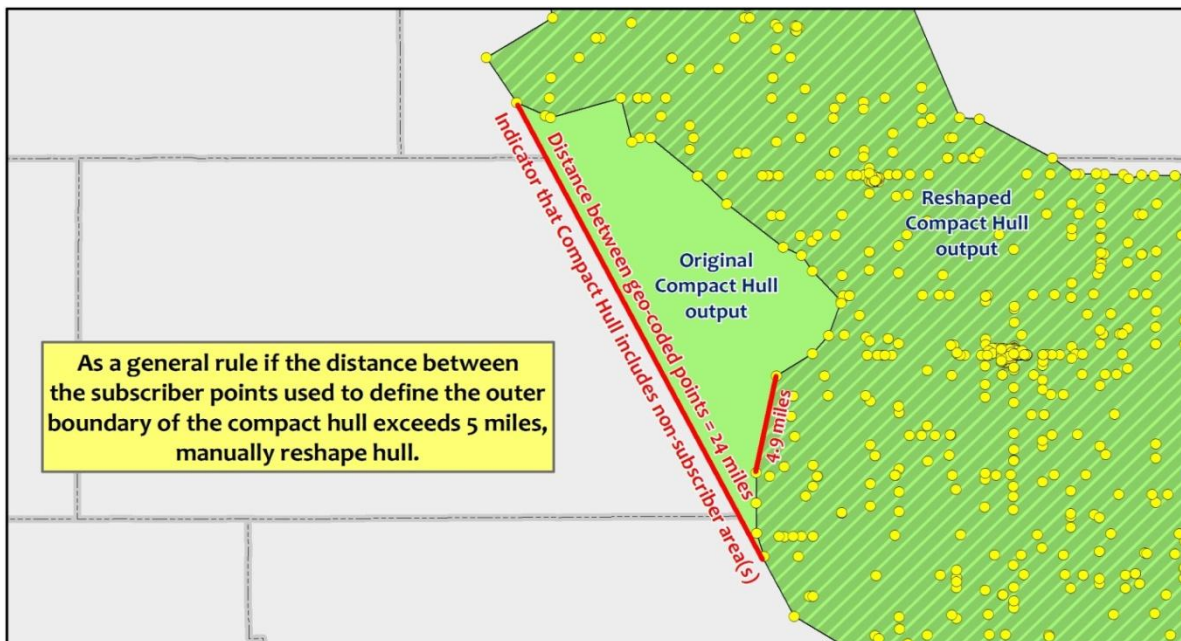 Distance between geo-coded points = 24 miles
Indicator that Compact Hull includes non-subscriber area(s)
Reshaped
Compact Hull
output
Original
Compact Hull
output
As a general rule if the distance between
the subscriber points used to define the outer
boundary of the compact hull exceeds 5 miles,
manually reshape hull.
4.9 miles